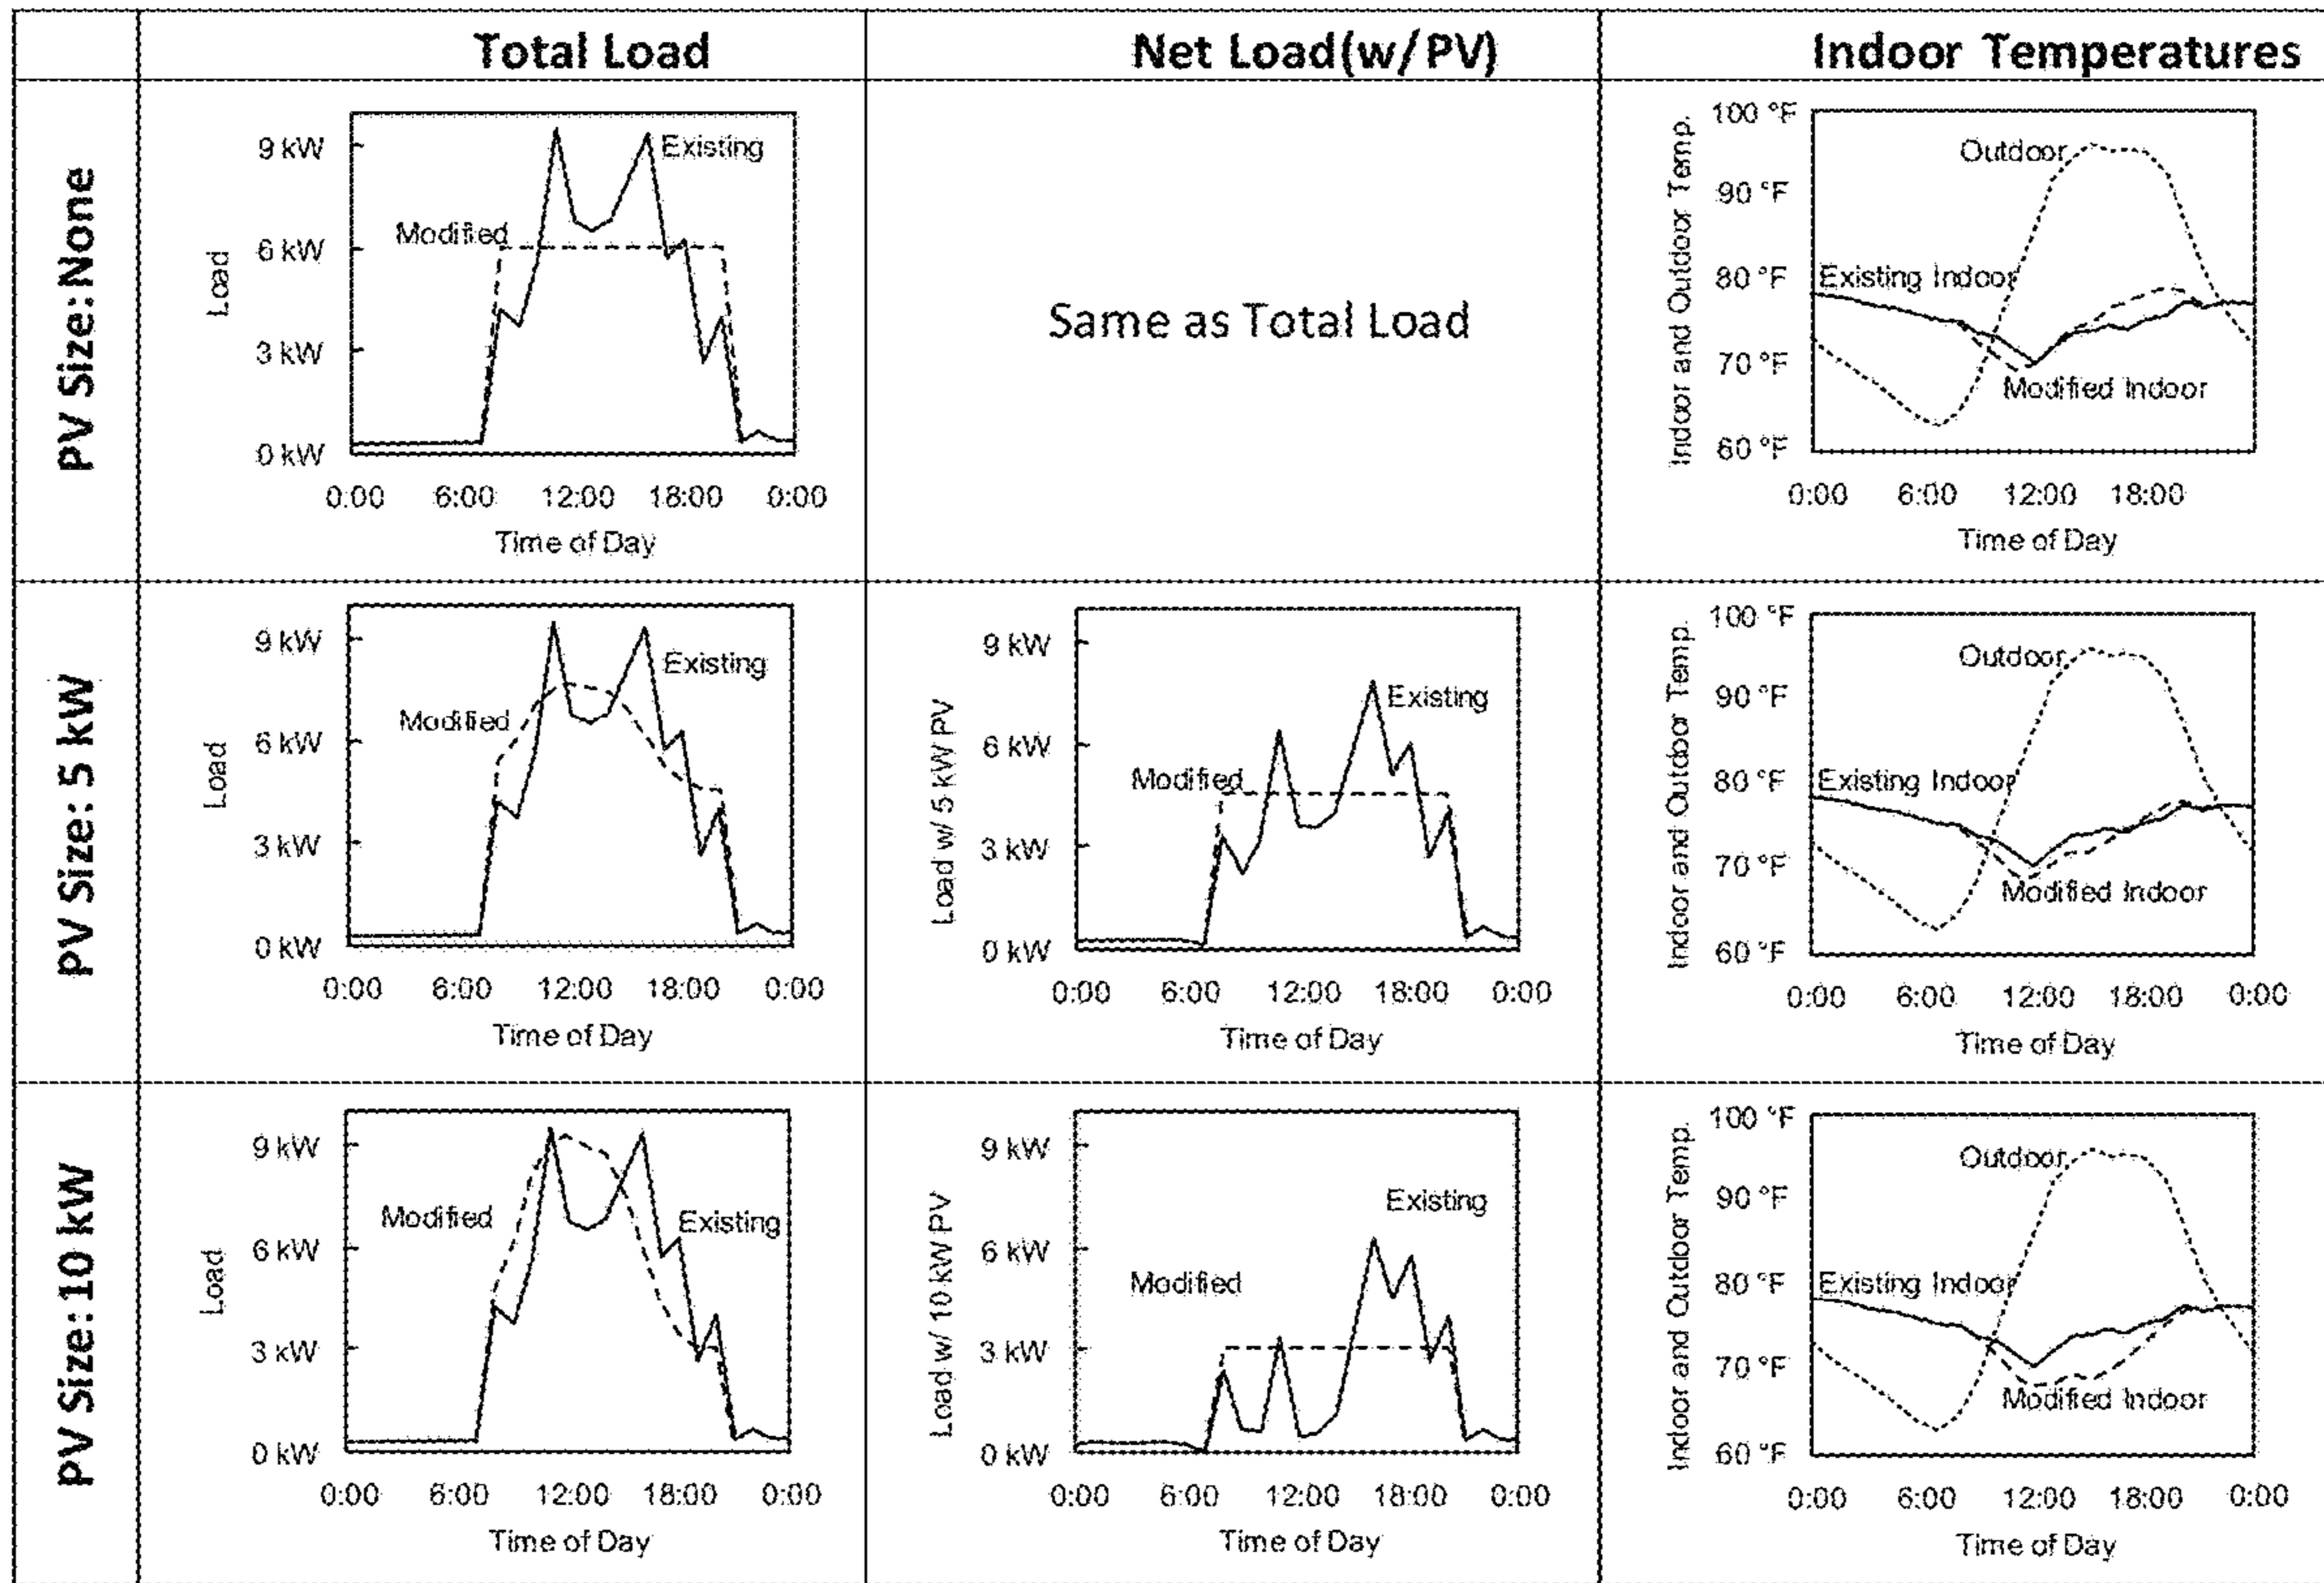 Total Load
Net Load(w/PV)
Indoor Temperatures
PV Size:None
Load
9 kW
6 kW
3 kW
0 kW
Existing
Modified
0:00 6:00 12:00 18:00 0:00
Time of Day
Same as Total Load
Indoor and Outdoor Temp.
100 °F
90 °F
80 °F
70 °F
60 °F
Outdoor
Existing Indoor
Modified Indoor
0:00 6:00 12:00 18:00
Time of Day
PV Size: 5 kW
Load
9 kW
6 kW
3 kW
0 kW
Existing
Modified
0:00 6:00 12:00 18:00 0:00
Time of Day
Load w/ 5 kW PV
9 kW
6 kW
3 kW
0 kW
Existing
Modified
0:00 6:00 12:00 18:00 0:00
Time of Day
Indoor and Outdoor Temp.
100 °F
90 °F
80 °F
70 °F
60 °F
Outdoor
Existing Indoor
Modified Indoor
0:00 6:00 12:00 18:00 0:00
Time of Day
PV Size: 10 kW
Load
9 kW
6 kW
3 kW
0 kW
Modified
Existing
0:00 6:00 12:00 18:00 0:00
Time of Day
Load w/ 10 kW PV
9 kW
6 kW
3 kW
0 kW
Existing
Modified
0:00 6:00 12:00 18:00 0:00
Time of Day
Indoor and Outdoor Temp.
100 °F
90 °F
80 °F
70 °F
60 °F
Outdoor
Existing Indoor
Modified Indoor
0:00 6:00 12:00 18:00 0:00
Time of Day